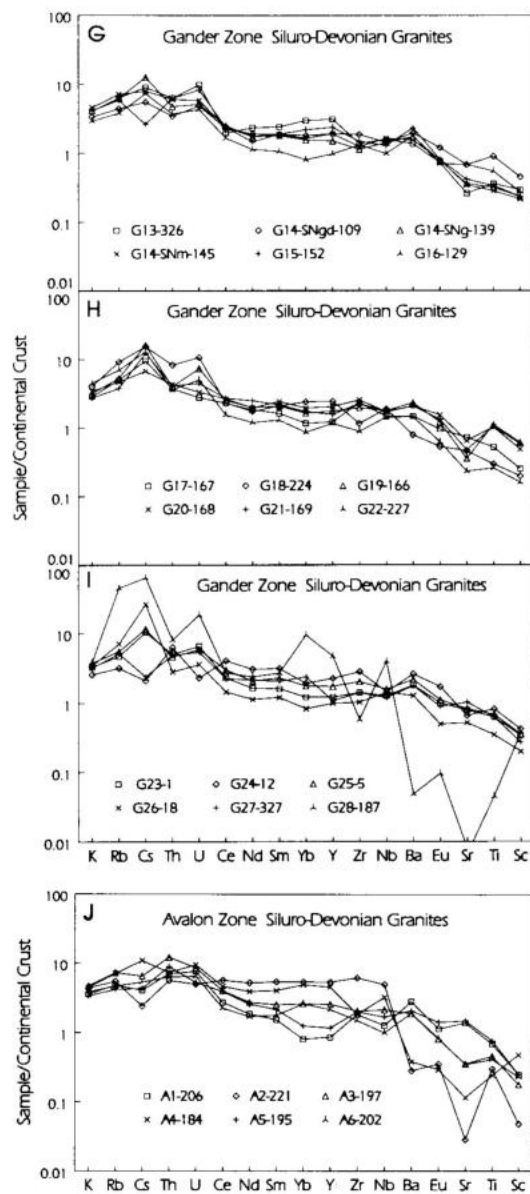 G
Gander Zone Siluro-Devonian Granites
100
10
1
0.1
0.01
G13-326 G14-SNgd-109 G14-SNg-139
G14-SNm-145 G15-152 G16-129
H
Gander Zone Siluro-Devonian Granites
100
10
1
0.1
0.01
Sample/Continental Crust
G17-167 G18-224 G19-166
G20-168 G21-169 G22-227
I
Gander Zone Siluro-Devonian Granites
100
10
1
0.1
0.01
G23-1 G24-12 G25-5
G26-18 G27-327 G28-187
K Rb Cs Th U Ce Nd Sm Yb Y Zr Nb Ba Eu Sr Ti Sc
J
Avalon Zone Siluro-Devonian Granites
100
10
1
0.1
0.01
Sample/Continental Crust
A1-206 A2-221 A3-197
A4-184 A5-195 A6-202
K Rb Cs Th U Ce Nd Sm Yb Y Zr Nb Ba Eu Sr Ti Sc